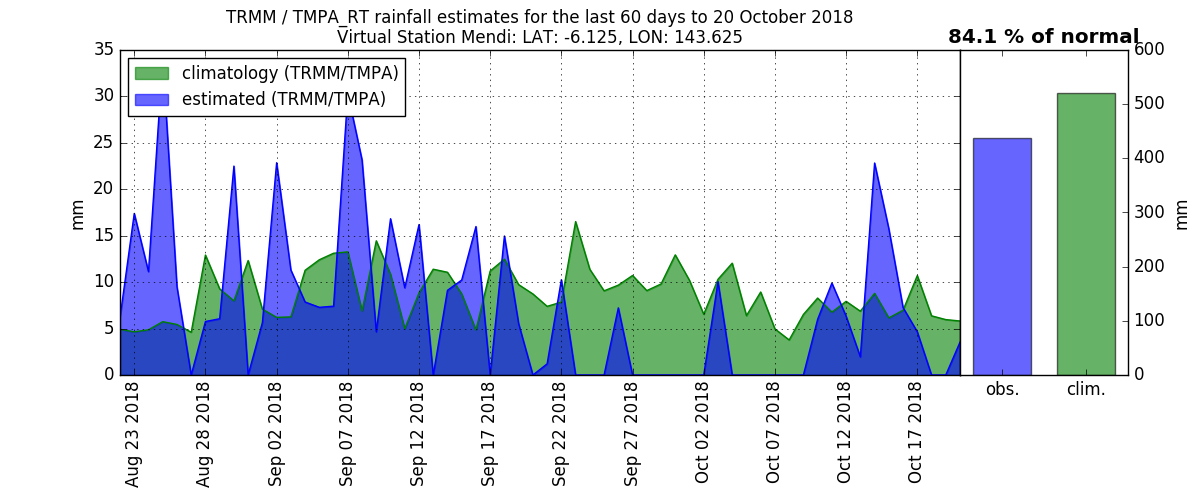 TRMM / TMPA_RT rainfall estimates for the last 60 days to 20 October 2018
Virtual Station Mendi: LAT: -6.125, LON: 143.625
84.1 % of normal
climatology (TRMM/TMPA)
estimated (TRMM/TMPA)
35
30
25
20
15
10
5
0
mm
Aug 23 2018
Aug 28 2018
Sep 02 2018
Sep 07 2018
Sep 12 2018
Sep 17 2018
Sep 22 2018
Sep 27 2018
Oct 02 2018
Oct 07 2018
Oct 12 2018
Oct 17 2018
600
500
400
300
200
100
0
mm
obs.
clim.